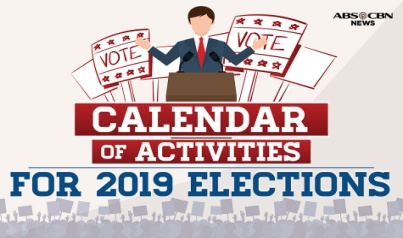 ABS-CBN
NEWS
VOTE
VOTE
CALENDAR
OF ACTIVITIES
FOR 2019 ELECTIONS